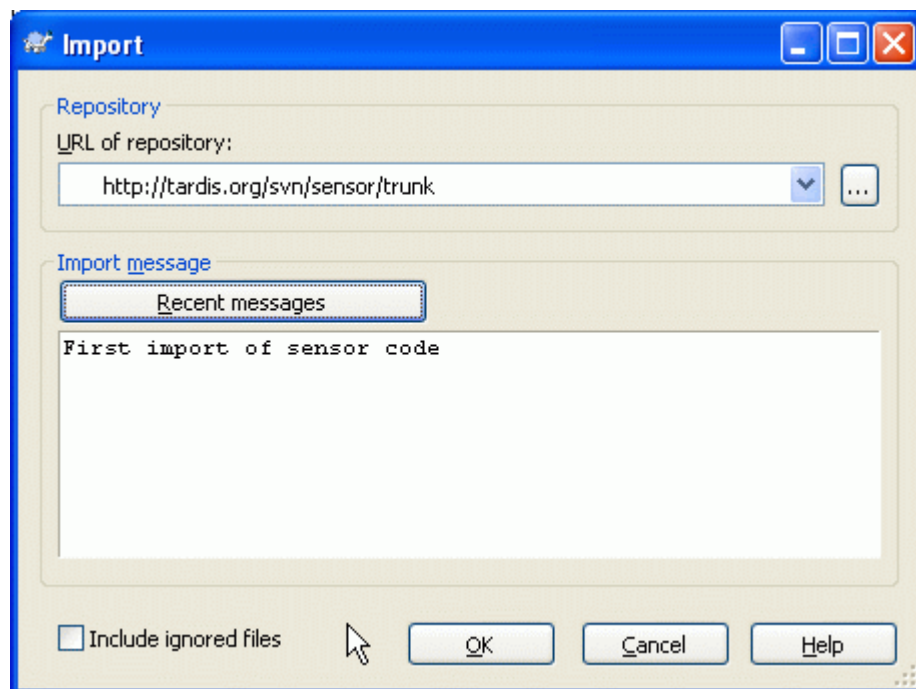 Import
Repository
URL of repository:
http://tardis.org/svn/sensor/trunk
...
Import message
Recent messages
First import of sensor code
Include ignored files
OK
Cancel
Help